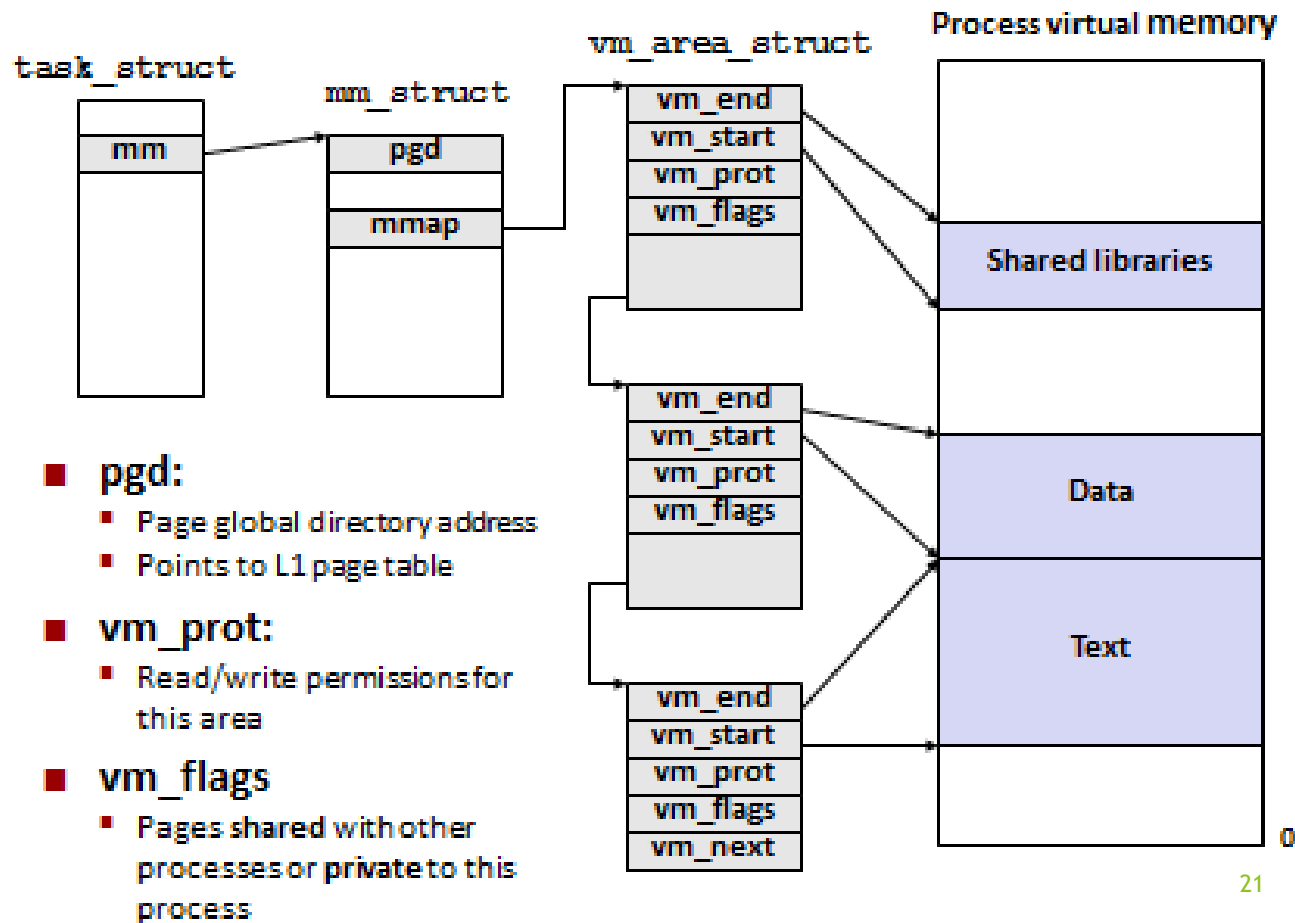 task_struct
mm
mm_struct
pgd
mmap
vm_area_struct
vm_end
vm_start
vm_prot
vm_flags
vm_end
vm_start
vm_prot
vm_flags
vm_end
vm_start
vm_prot
vm_flags
vm_next
Process virtual memory
Shared libraries
Data
Text
0
■ pgd:
▪ Page global directory address
▪ Points to L1 page table
■ vm_prot:
▪ Read/write permissions for
this area
■ vm_flags
▪ Pages shared with other
processes or private to this
process
21